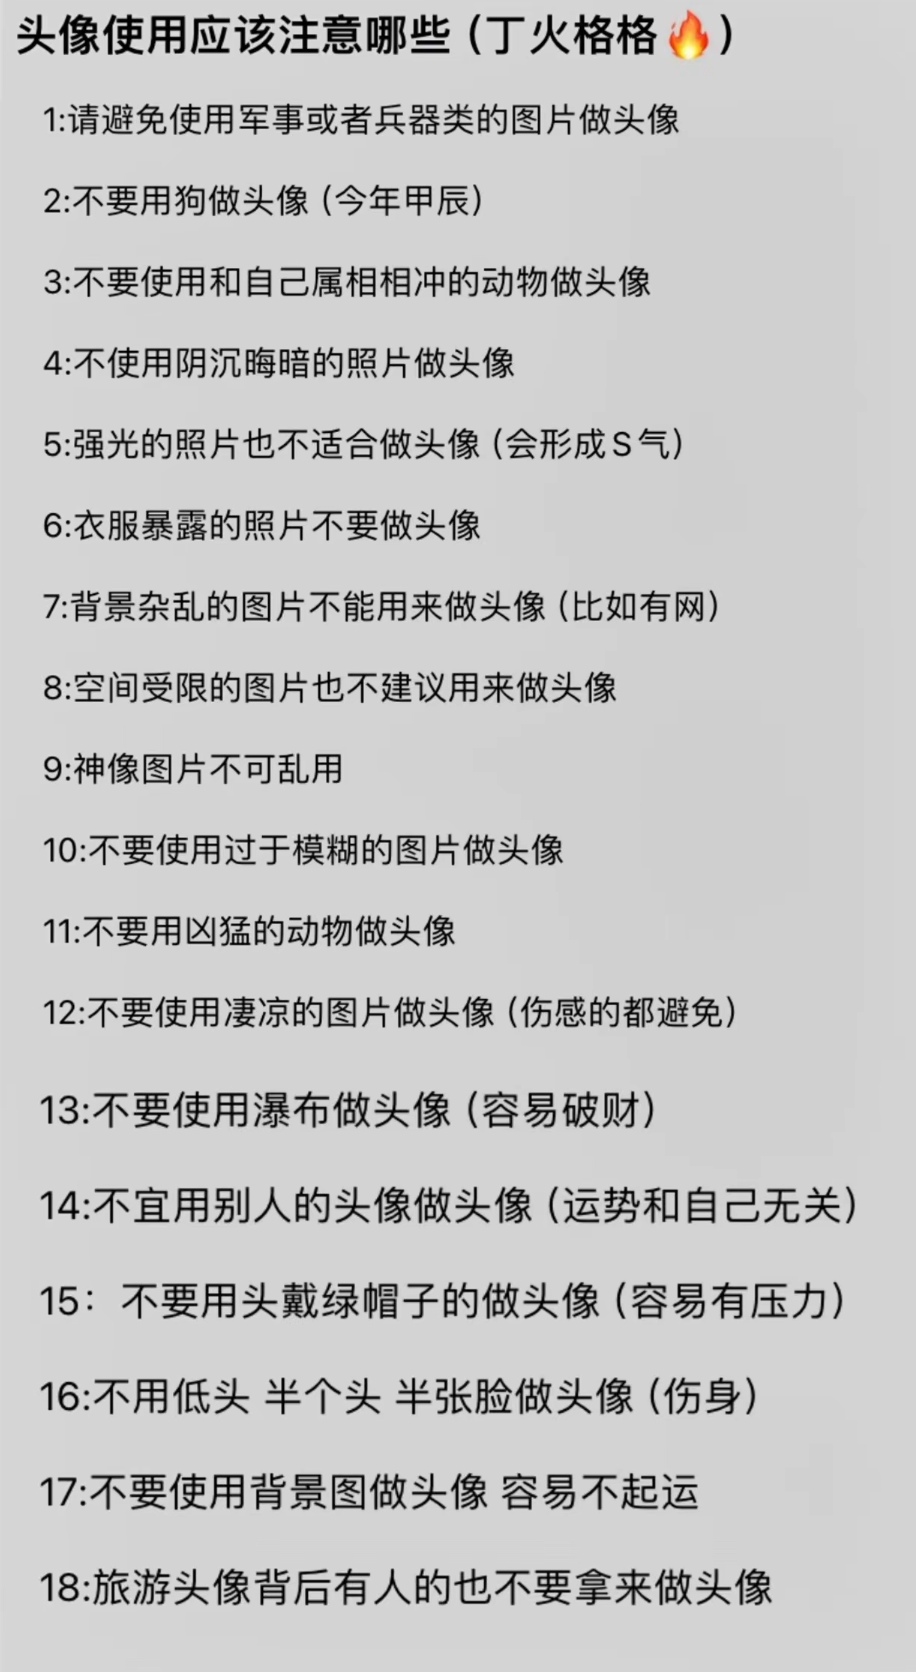 头像使用应该注意哪些（丁火格格🔥）
1:请避免使用军事或者兵器类的图片做头像
2:不要用狗做头像（今年甲辰）
3:不要使用和自己属相相冲的动物做头像
4:不使用阴沉晦暗的照片做头像
5:强光的照片也不适合做头像（会形成S气）
6:衣服暴露的照片不要做头像
7:背景杂乱的图片不能用来做头像（比如有网）
8:空间受限的图片也不建议用来做头像
9:神像图片不可乱用
10:不要使用过于模糊的图片做头像
11:不要用凶猛的动物做头像
12:不要使用凄凉的图片做头像（伤感的都避免）
13:不要使用瀑布做头像（容易破财）
14:不宜用别人的头像做头像（运势和自己无关）
15：不要用头戴绿帽子的做头像（容易有压力）
16:不用低头 半个头 半张脸做头像（伤身）
17:不要使用背景图做头像 容易不起运
18:旅游头像背后有人的也不要拿来做头像